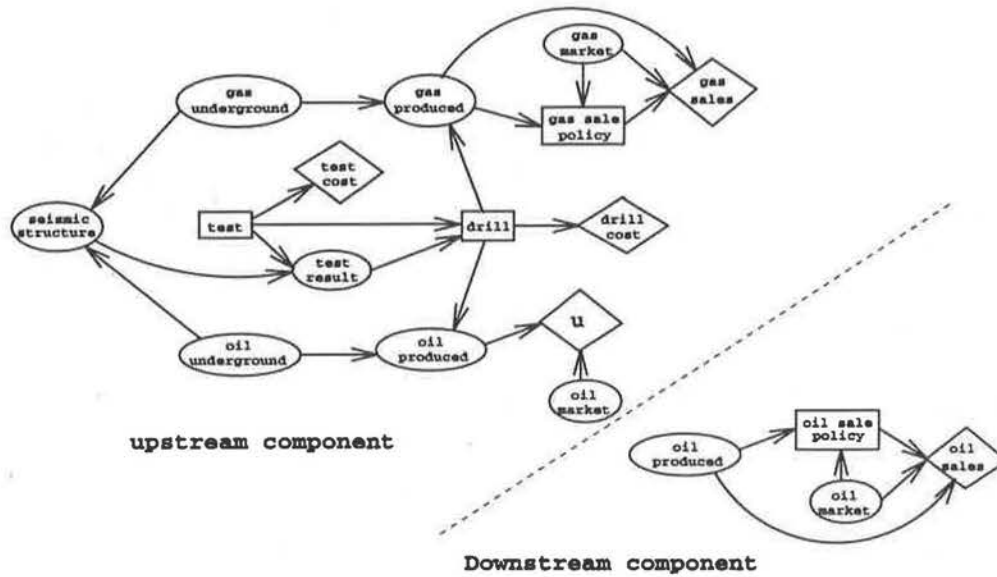 gas
market
gas
underground
gas
produced
gas
sales
gas sale
policy
test
cost
seismic
structure
test
drill
drill
cost
test
result
u
oil
underground
oil
produced
oil
market
upstream component
oil sale
policy
oil
produced
oil
sales
oil
market
Downstream component